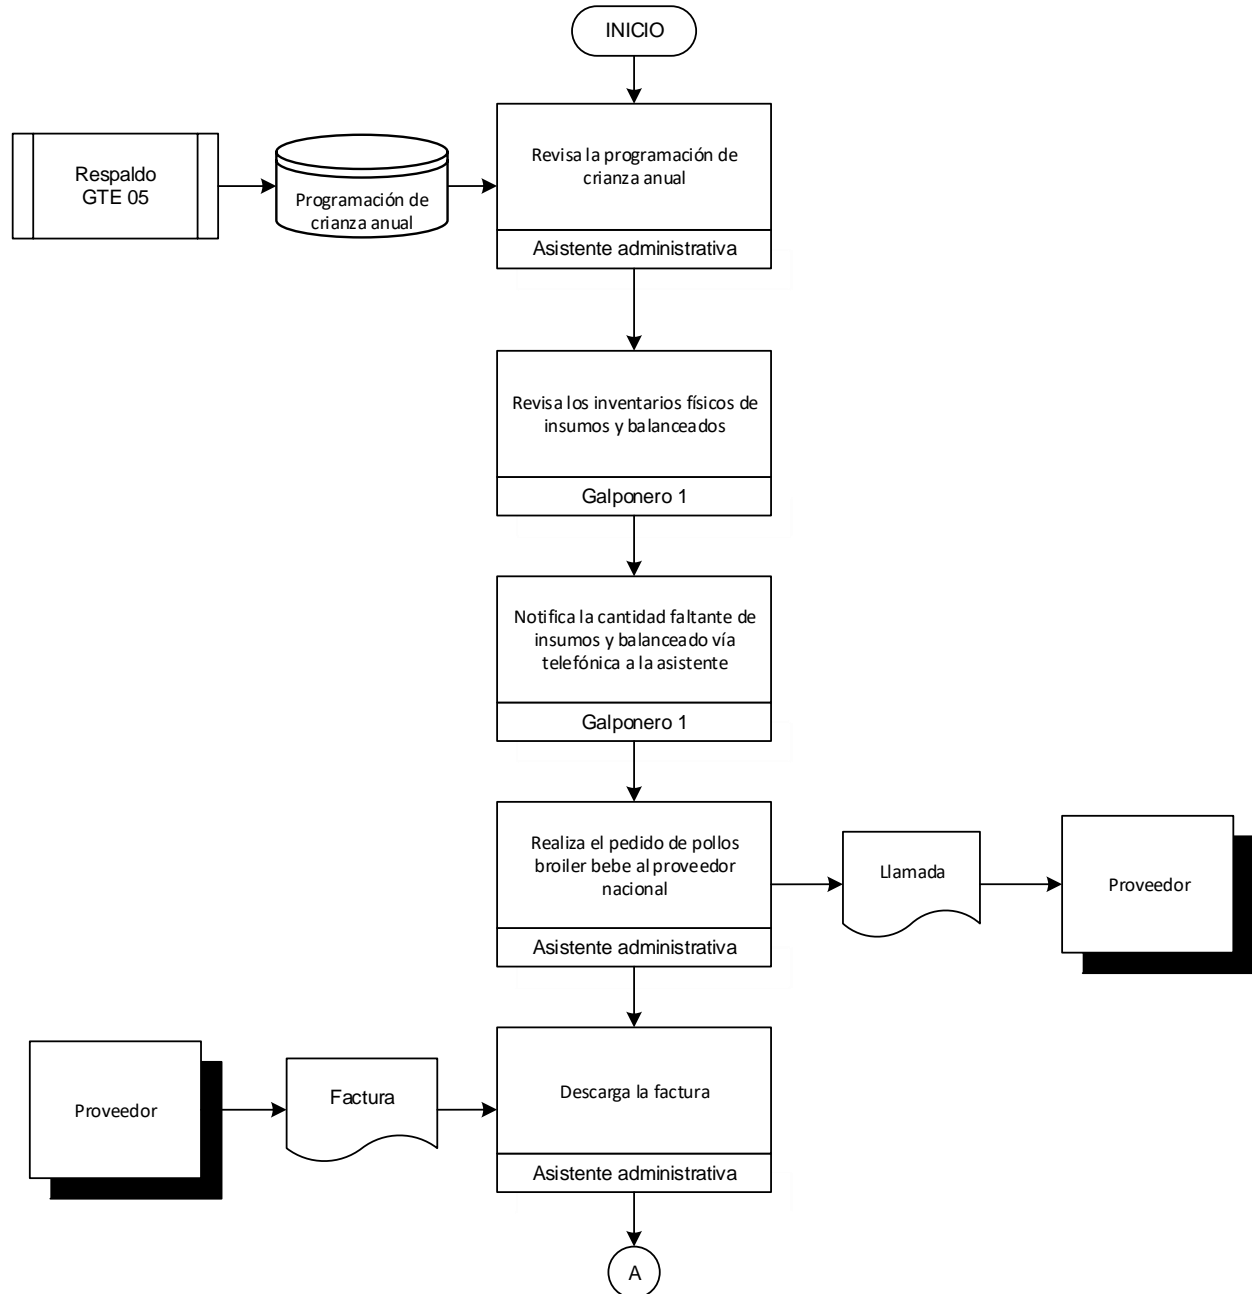 INICIO
Respaldo
GTE 05
Programación de
crianza anual
Revisa la programación de
crianza anual
Asistente administrativa
Revisa los inventarios físicos de
insumos y balanceados
Galponero 1
Notifica la cantidad faltante de
insumos y balanceado vía
telefónica a la asistente
Galponero 1
Realiza el pedido de pollos
broiler bebe al proveedor
nacional
Asistente administrativa
Llamada
Proveedor
Proveedor
Factura
Descarga la factura
Asistente administrativa
A